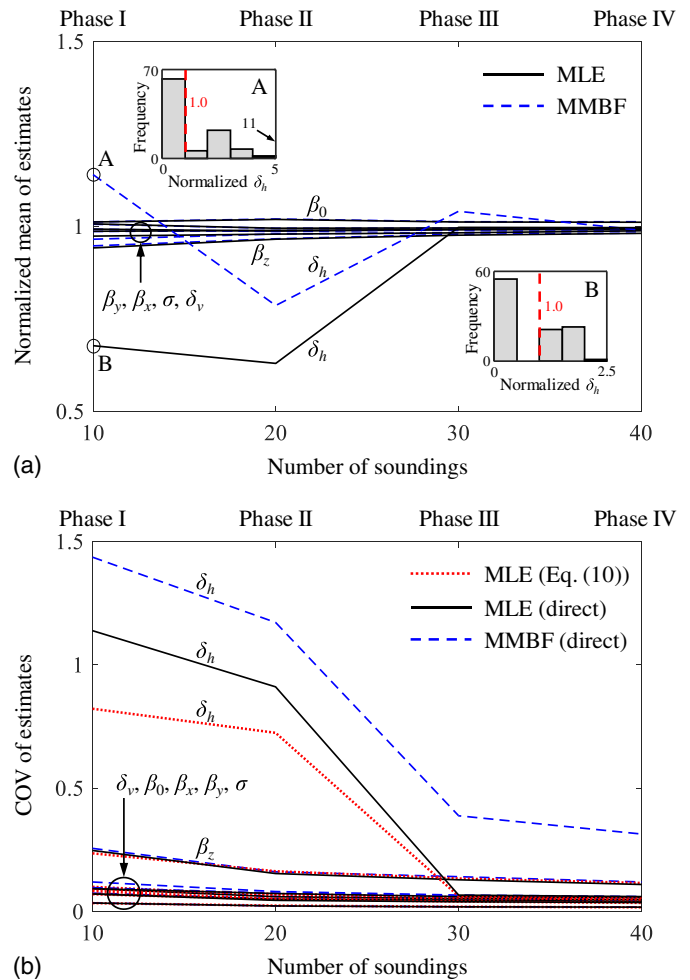 Phase I Phase II Phase III Phase IV
1.5
1
0.5
Normalized mean of estimates
70
0
Frequency
A
1.0
11
0 5
Normalized δh
MLE
MMBF
A
β0
βz
δh
βy, βx, σ, δv
B
δh
60
0
Frequency
B
1.0
0 2.5
Normalized δh
10 20 30 40
(a) Number of soundings
Phase I Phase II Phase III Phase IV
1.5
1
0.5
0
COV of estimates
MLE (Eq. (10))
MLE (direct)
MMBF (direct)
δh
δh
δh
δv, β0, βx, βy, σ
βz
10 20 30 40
(b) Number of soundings